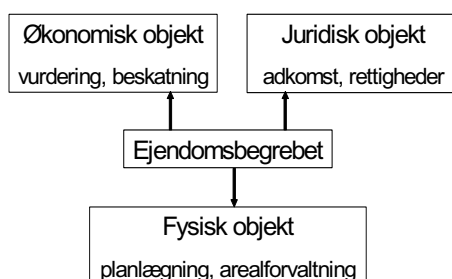 Økonomisk objekt
vurdering, beskatning
Juridisk objekt
adkomst, rettigheder
Ejendomsbegrebet
Fysisk objekt
planlægning, arealforvaltning